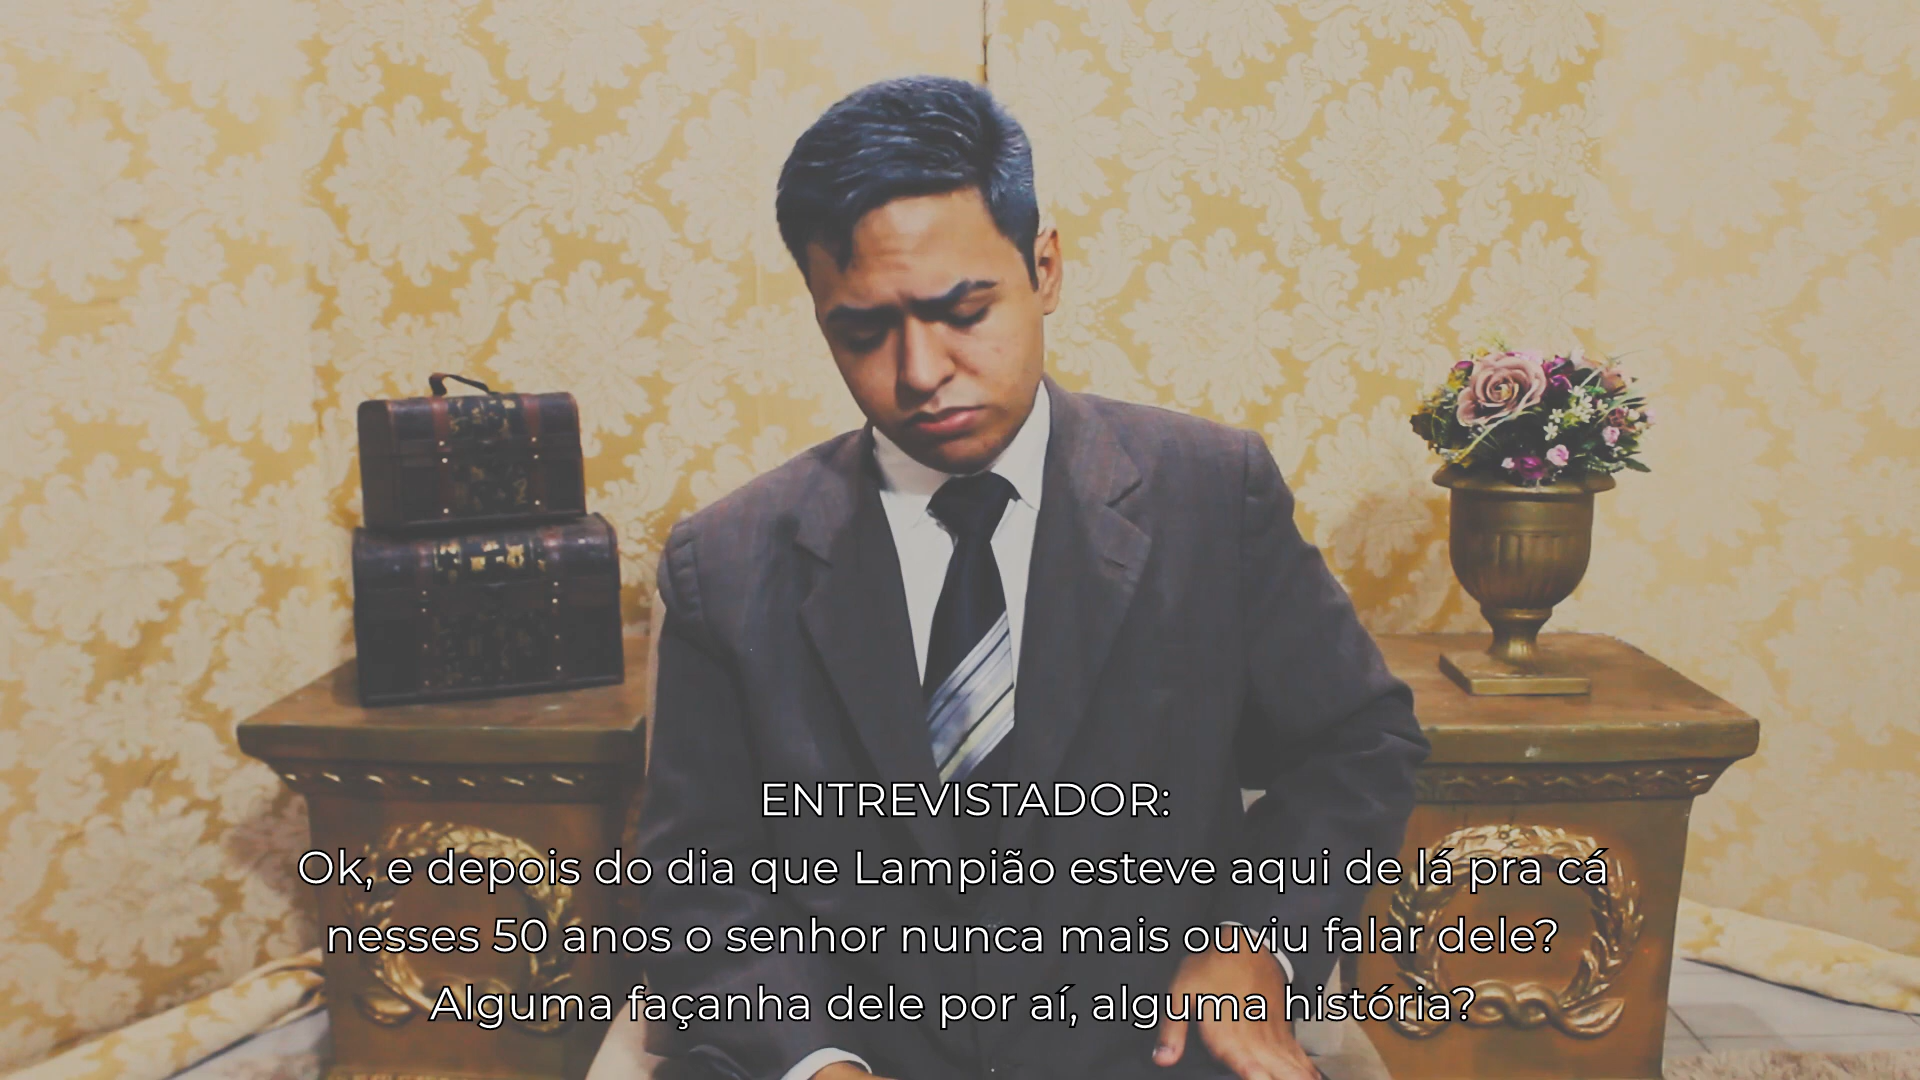 ENTREVISTADOR:
Ok, e depois do dia que Lampião esteve aqui de lá pra cá
nesses 50 anos o senhor nunca mais ouviu falar dele?
Alguma façanha dele por aí, alguma história?